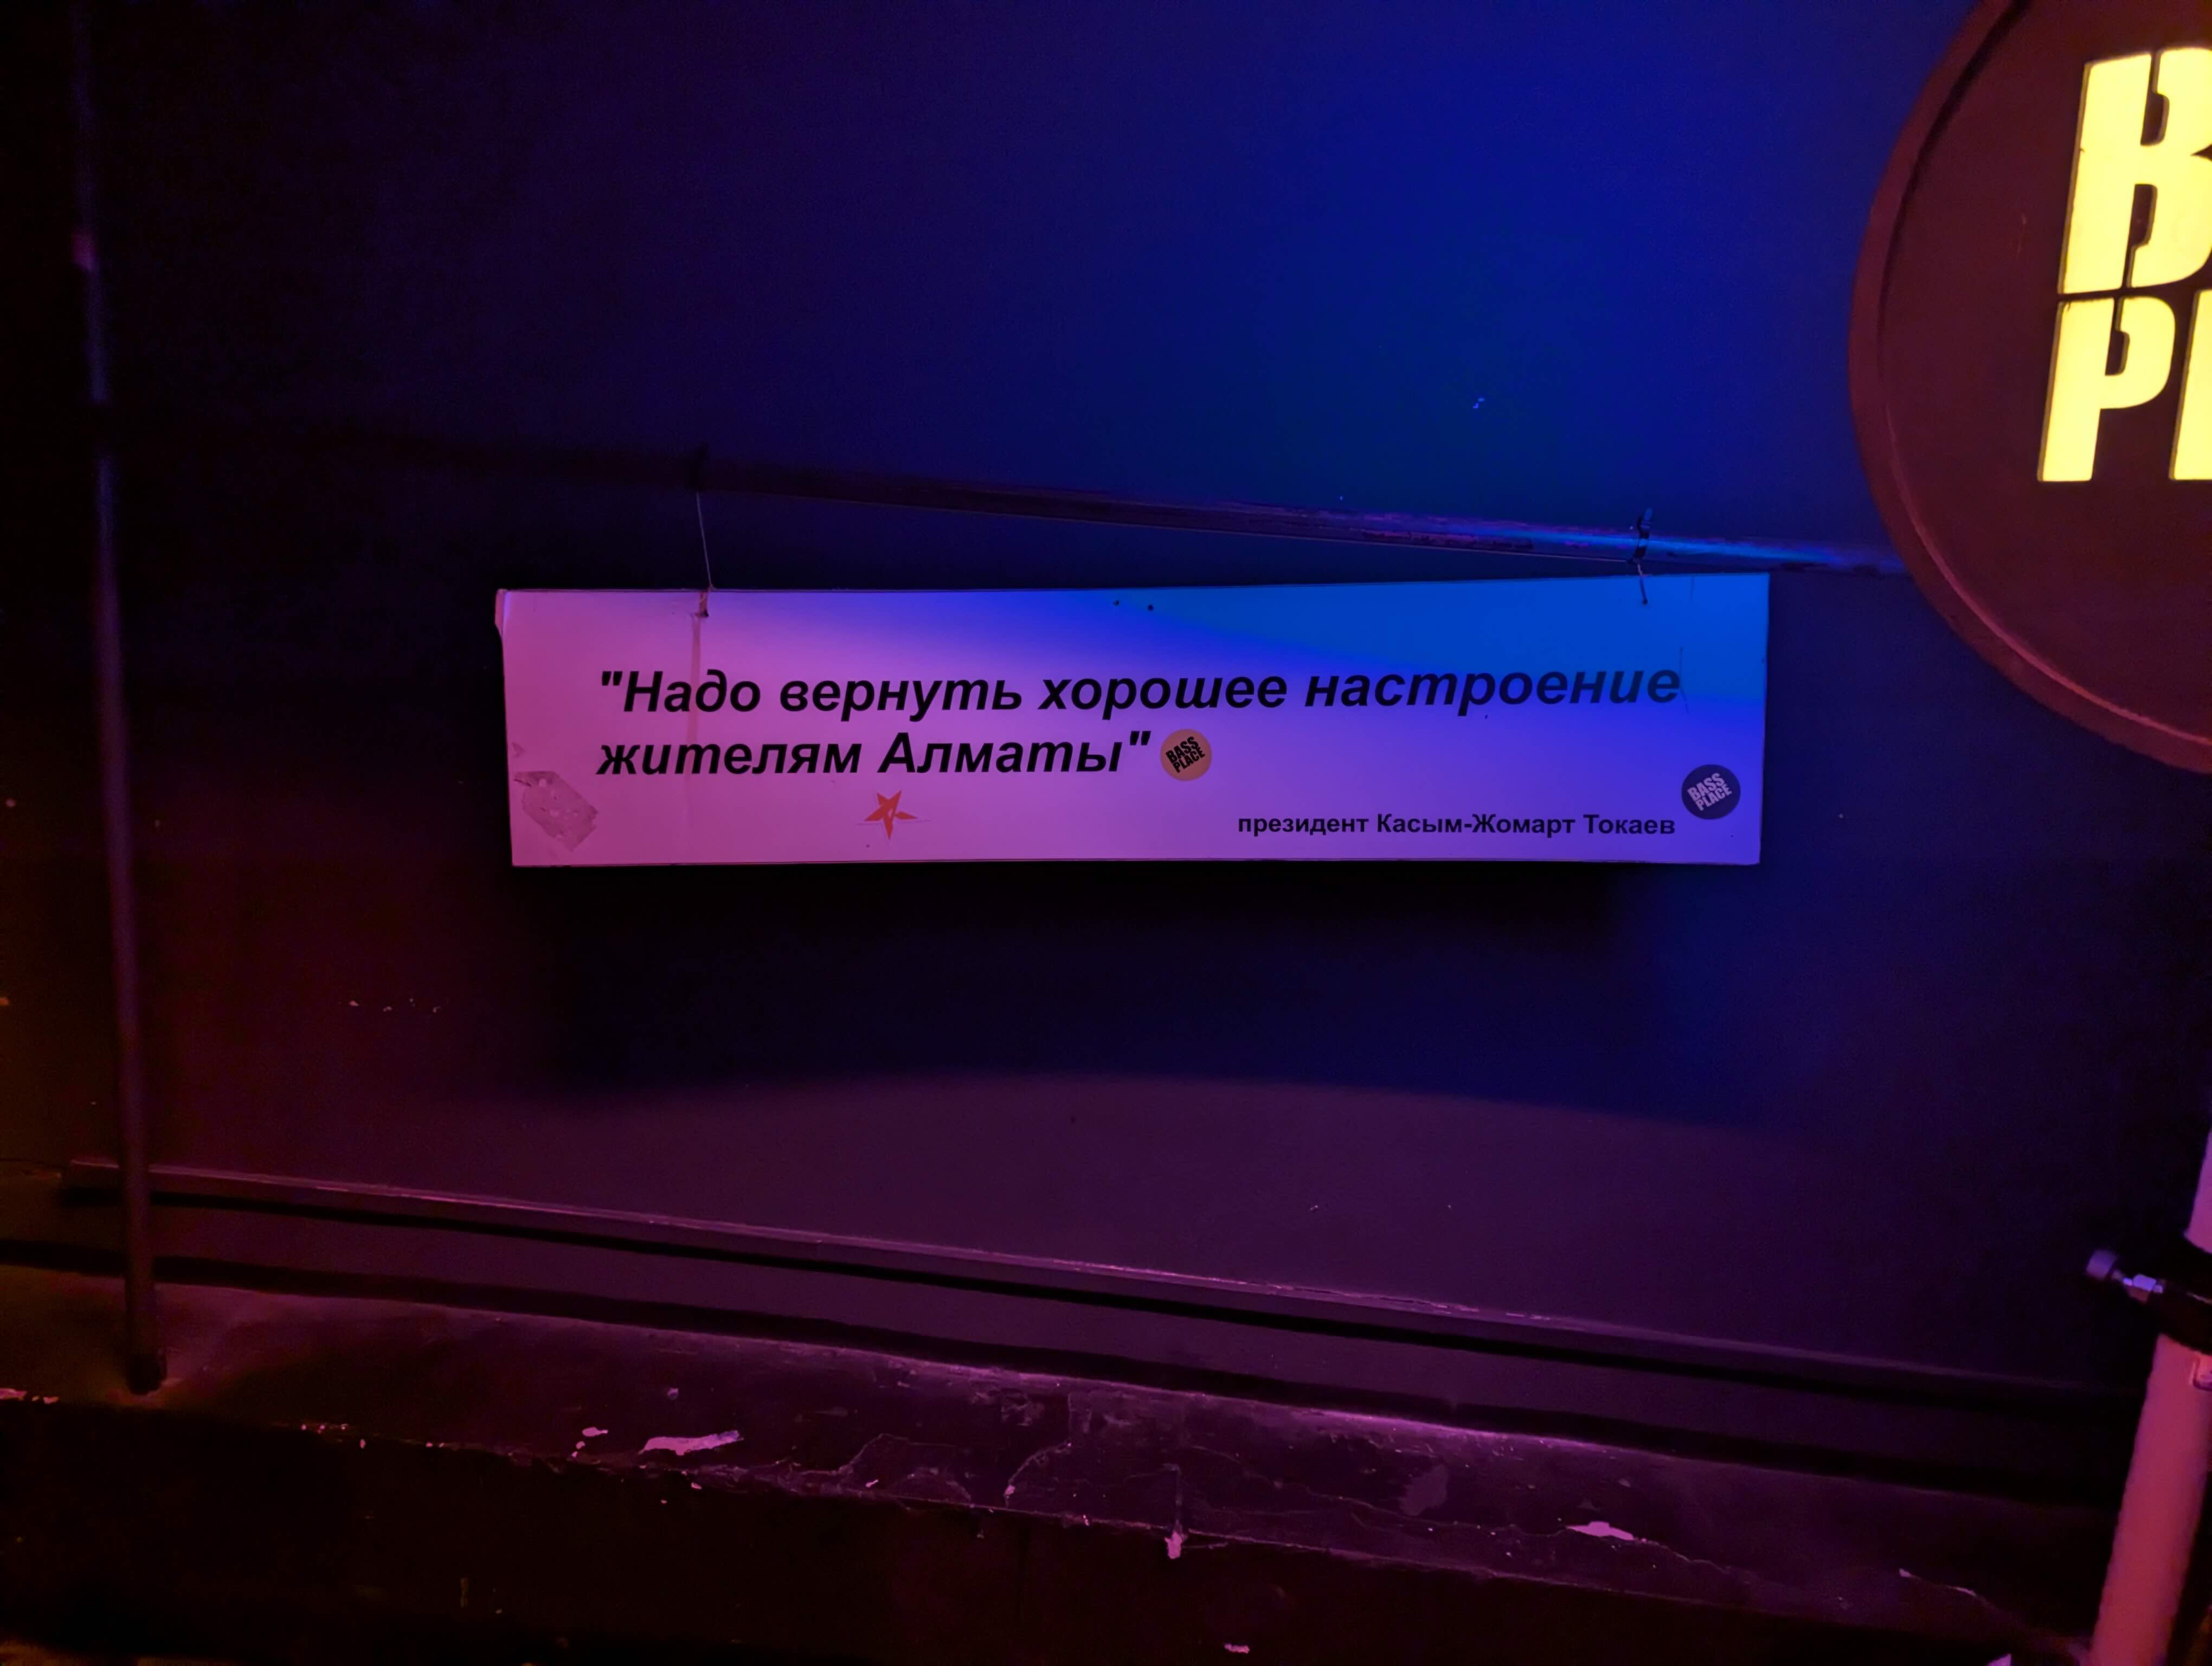 "Надо вернуть хорошее настроение
жителям Алматы"
BASS
PLACE
президент Касым-Жомарт Токаев
BASS
PLACE